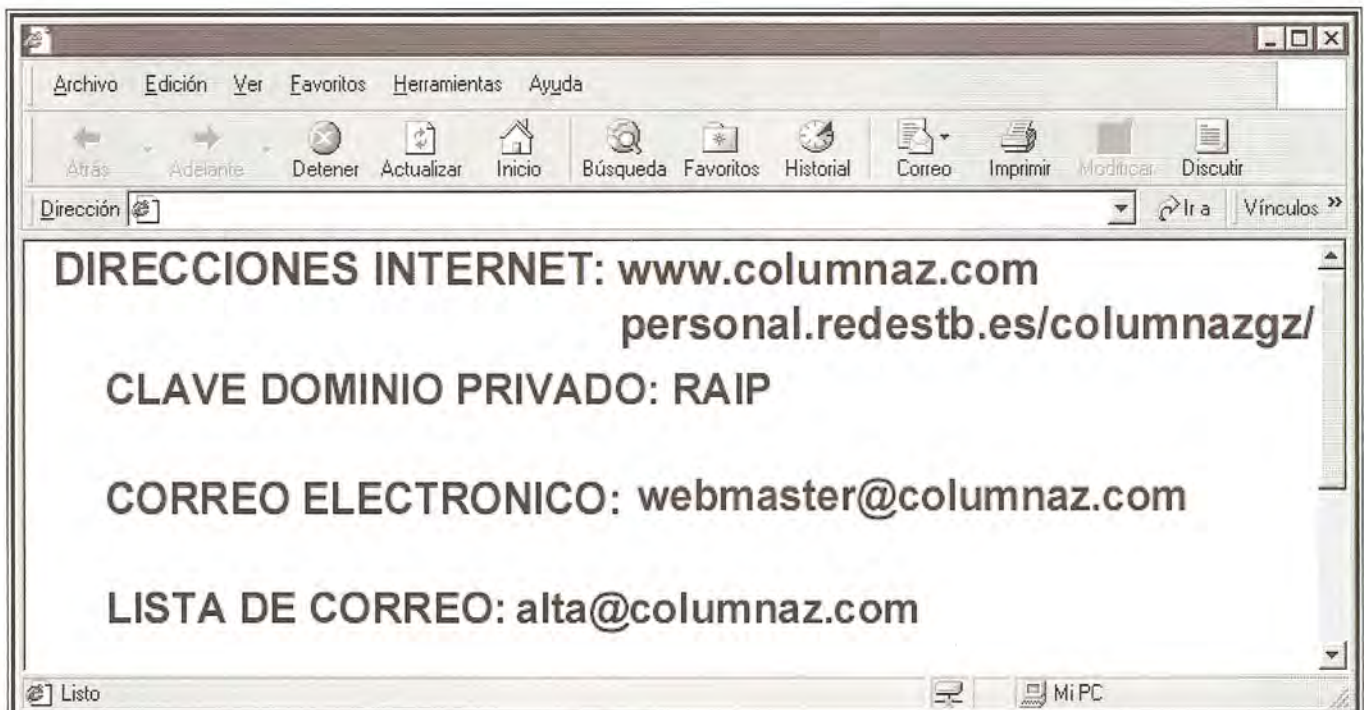 Archivo Edición Ver Favoritos Herramientas Ayuda
Atrás Adelante Detener Actualizar Inicio Búsqueda Favoritos Historial Correo Imprimir Modificar Discutir
Dirección Ir a Vínculos »
DIRECCIONES INTERNET: www.columnaz.com
personal.redestb.es/columnazgz/
CLAVE DOMINIO PRIVADO: RAIP
CORREO ELECTRONICO: webmaster@columnaz.com
LISTA DE CORREO: alta@columnaz.com
Listo Mi PC